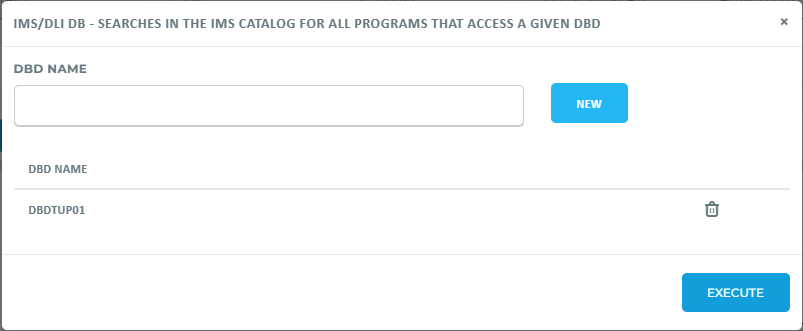 IMS/DLI DB - SEARCHES IN THE IMS CATALOG FOR ALL PROGRAMS THAT ACCESS A GIVEN DBD ×
DBD NAME
NEW
DBD NAME
DBDTUP01
EXECUTE